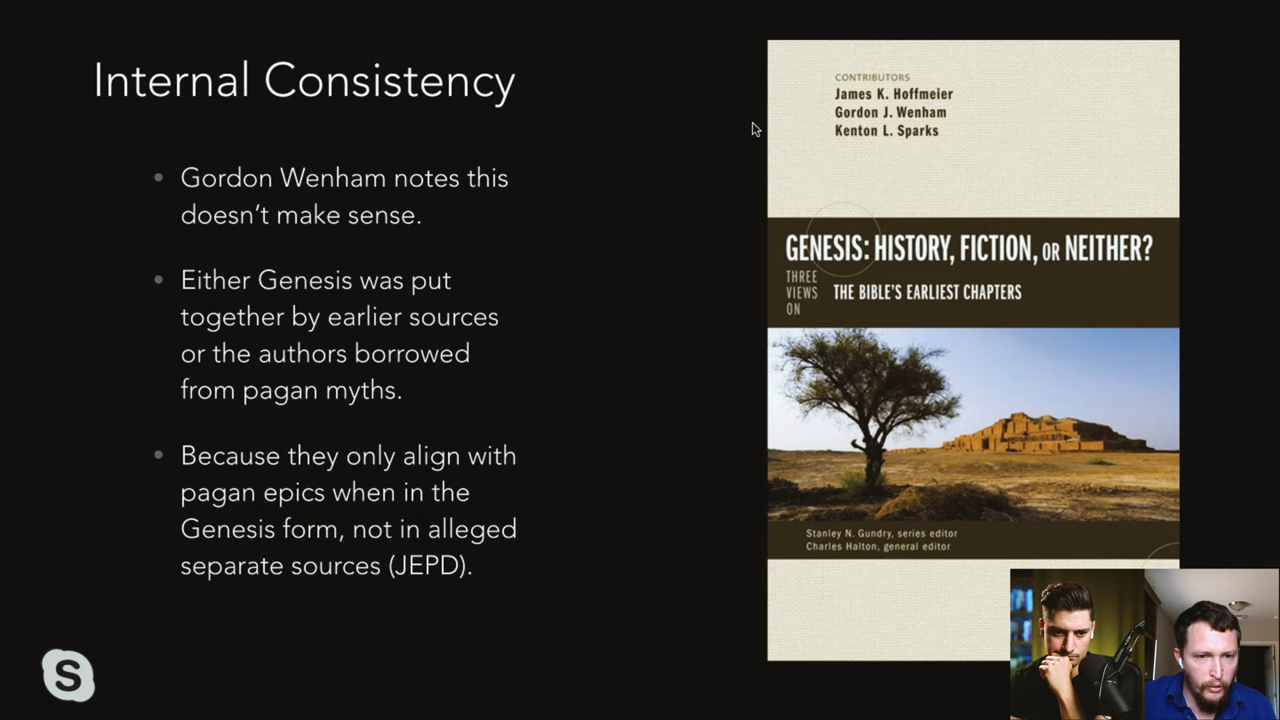 Internal Consistency
Gordon Wenham notes this
doesn't make sense.
Either Genesis was put
together by earlier sources
or the authors borrowed
from pagan myths.
Because they only align with
pagan epics when in the
Genesis form, not in alleged
separate sources (JEPD).
CONTRIBUTORS
James K. Hoffmeier
Gordon J. Wenham
Kenton L. Sparks
GENESIS: HISTORY, FICTION, OR NEITHER?
THREE
VIEWS
ON
THE BIBLE'S EARLIEST CHAPTERS
Stanley N. Gundry, series editor
Charles Halton, general editor
S